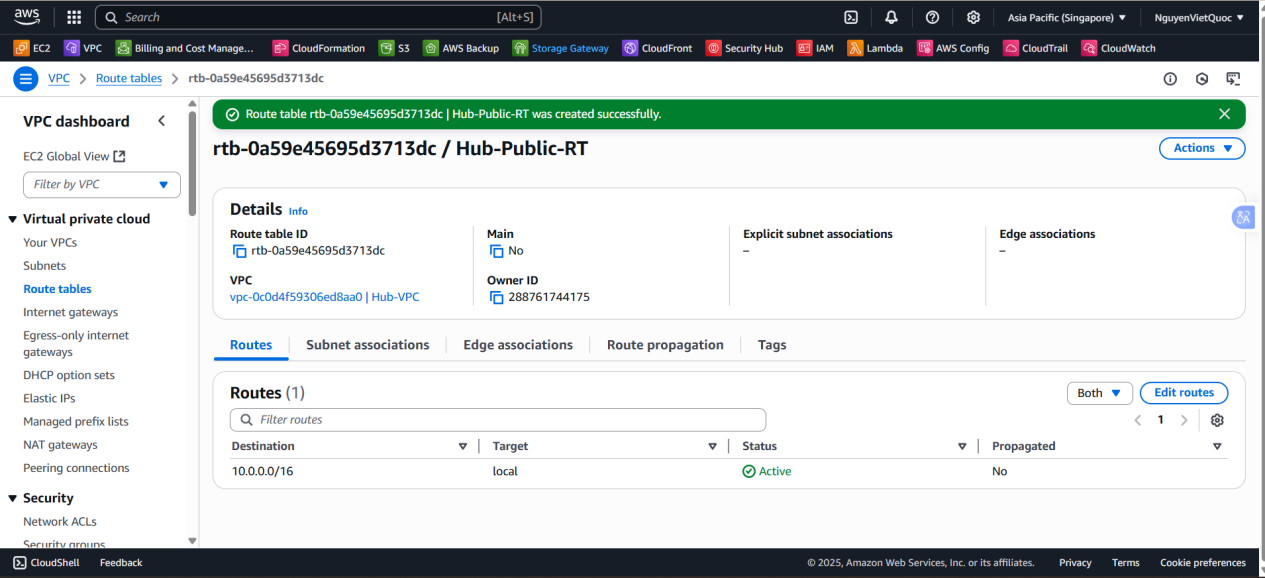 aws
Search [Alt+S]
Asia Pacific (Singapore) ▼ NguyenVietQuoc ▼
EC2 VPC Billing and Cost Manage... CloudFormation S3 AWS Backup Storage Gateway CloudFront Security Hub IAM Lambda AWS Config CloudTrail CloudWatch
VPC > Route tables > rtb-0a59e45695d3713dc
VPC dashboard
EC2 Global View
Filter by VPC
Virtual private cloud
Your VPCs
Subnets
Route tables
Internet gateways
Egress-only internet
gateways
DHCP option sets
Elastic IPs
Managed prefix lists
NAT gateways
Peering connections
Security
Network ACLs
Security groups
Route table rtb-0a59e45695d3713dc | Hub-Public-RT was created successfully.
rtb-0a59e45695d3713dc / Hub-Public-RT
Actions
Details Info
Route table ID
rtb-0a59e45695d3713dc
Main
No
Explicit subnet associations
–
Edge associations
–
VPC
vpc-0c0d4f59306ed8aa0 | Hub-VPC
Owner ID
288761744175
Routes Subnet associations Edge associations Route propagation Tags
Routes (1)
Both
Edit routes
Filter routes
1
Destination Target Status Propagated
10.0.0.0/16 local Active No
CloudShell Feedback
© 2025, Amazon Web Services, Inc. or its affiliates. Privacy Terms Cookie preferences